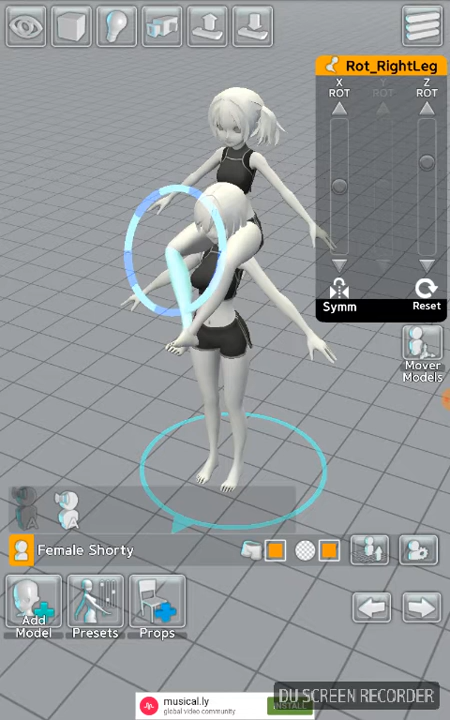 Rot_RightLeg
X ROT
Y ROT
Z ROT
Symm
Reset
Mover Models
A
A
Female Shorty
Add Model
Presets
Props
musical.ly
global video community
INSTALL
DU SCREEN RECORDER